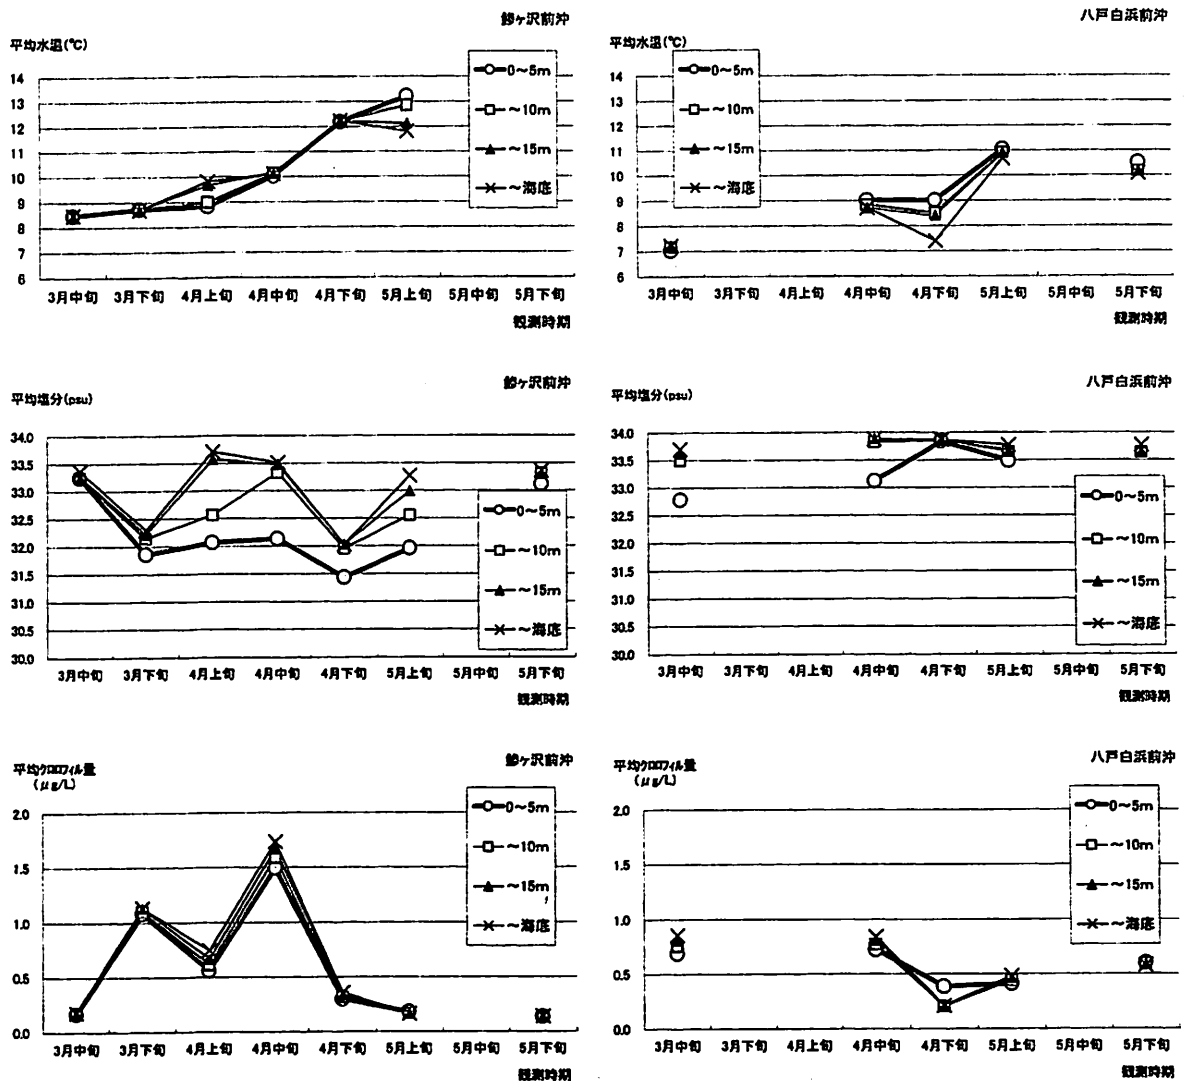 鰺ヶ沢前沖
平均水温(℃)
14
13
12
11
10
9
8
7
6
0～5m
～10m
～15m
～海底
3月中旬 3月下旬 4月上旬 4月中旬 4月下旬 5月上旬 5月中旬 5月下旬
観測時期
八戸白浜前沖
平均水温(℃)
14
13
12
11
10
9
8
7
6
0～5m
～10m
～15m
～海底
3月中旬 3月下旬 4月上旬 4月中旬 4月下旬 5月上旬 5月中旬 5月下旬
観測時期
鰺ヶ沢前沖
平均塩分(psu)
34.0
33.5
33.0
32.5
32.0
31.5
31.0
30.5
30.0
0～5m
～10m
～15m
～海底
3月中旬 3月下旬 4月上旬 4月中旬 4月下旬 5月上旬 5月中旬 5月下旬
観測時期
八戸白浜前沖
平均塩分(psu)
34.0
33.5
33.0
32.5
32.0
31.5
31.0
30.5
30.0
0～5m
～10m
～15m
～海底
3月中旬 3月下旬 4月上旬 4月中旬 4月下旬 5月上旬 5月中旬 5月下旬
観測時期
鰺ヶ沢前沖
平均クロロフィル量
(μg/L)
2.0
1.5
1.0
0.5
0.0
0～5m
～10m
～15m
～海底
3月中旬 3月下旬 4月上旬 4月中旬 4月下旬 5月上旬 5月中旬 5月下旬
観測時期
八戸白浜前沖
平均クロロフィル量
(μg/L)
2.0
1.5
1.0
0.5
0.0
0～5m
～10m
～15m
～海底
3月中旬 3月下旬 4月上旬 4月中旬 4月下旬 5月上旬 5月中旬 5月下旬
観測時期